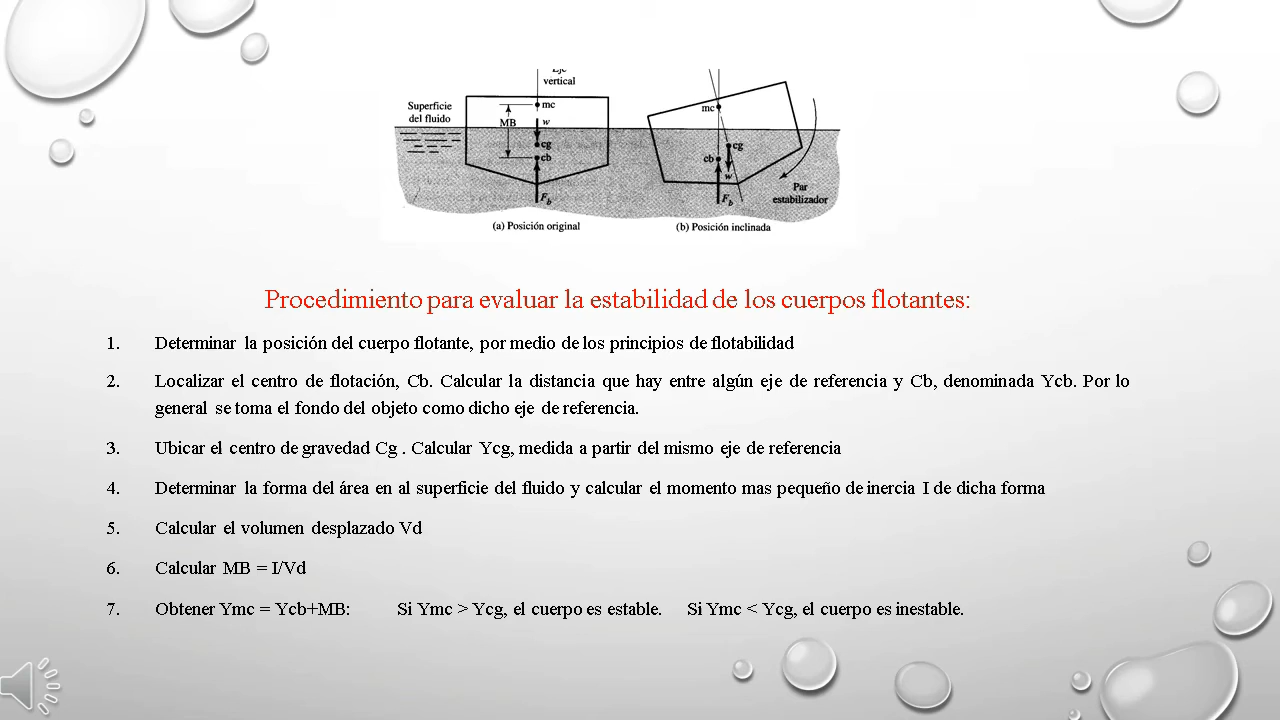 Eje
vertical
Superficie
del fluido
mc
MB
w
cg
cb
F_b
(a) Posición original
mc
cg
cb
w
F_b
Par
estabilizador
(b) Posición inclinada
Procedimiento para evaluar la estabilidad de los cuerpos flotantes:
1. Determinar la posición del cuerpo flotante, por medio de los principios de flotabilidad
2. Localizar el centro de flotación, Cb. Calcular la distancia que hay entre algún eje de referencia y Cb, denominada Ycb. Por lo
general se toma el fondo del objeto como dicho eje de referencia.
3. Ubicar el centro de gravedad Cg . Calcular Ycg, medida a partir del mismo eje de referencia
4. Determinar la forma del área en al superficie del fluido y calcular el momento mas pequeño de inercia I de dicha forma
5. Calcular el volumen desplazado Vd
6. Calcular MB = I/Vd
7. Obtener Ymc = Ycb+MB: Si Ymc > Ycg, el cuerpo es estable. Si Ymc < Ycg, el cuerpo es inestable.